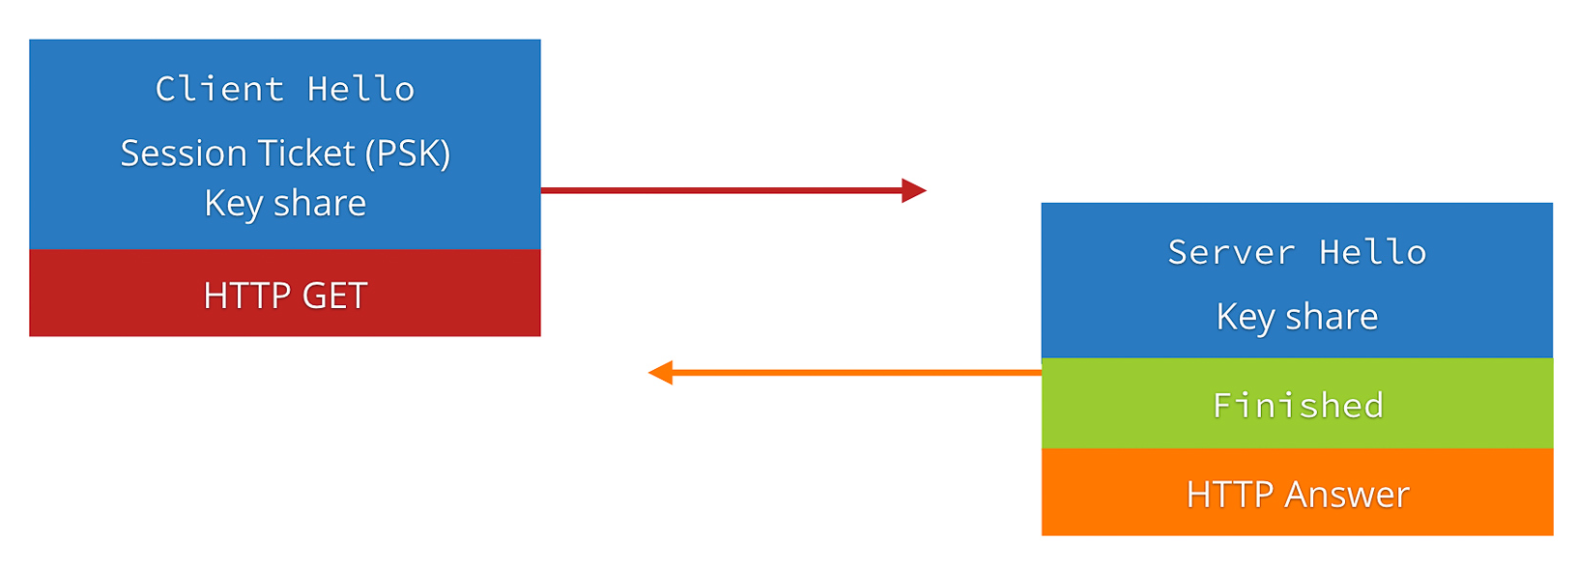 Client Hello
Session Ticket (PSK)
Key share
HTTP GET
Server Hello
Key share
Finished
HTTP Answer